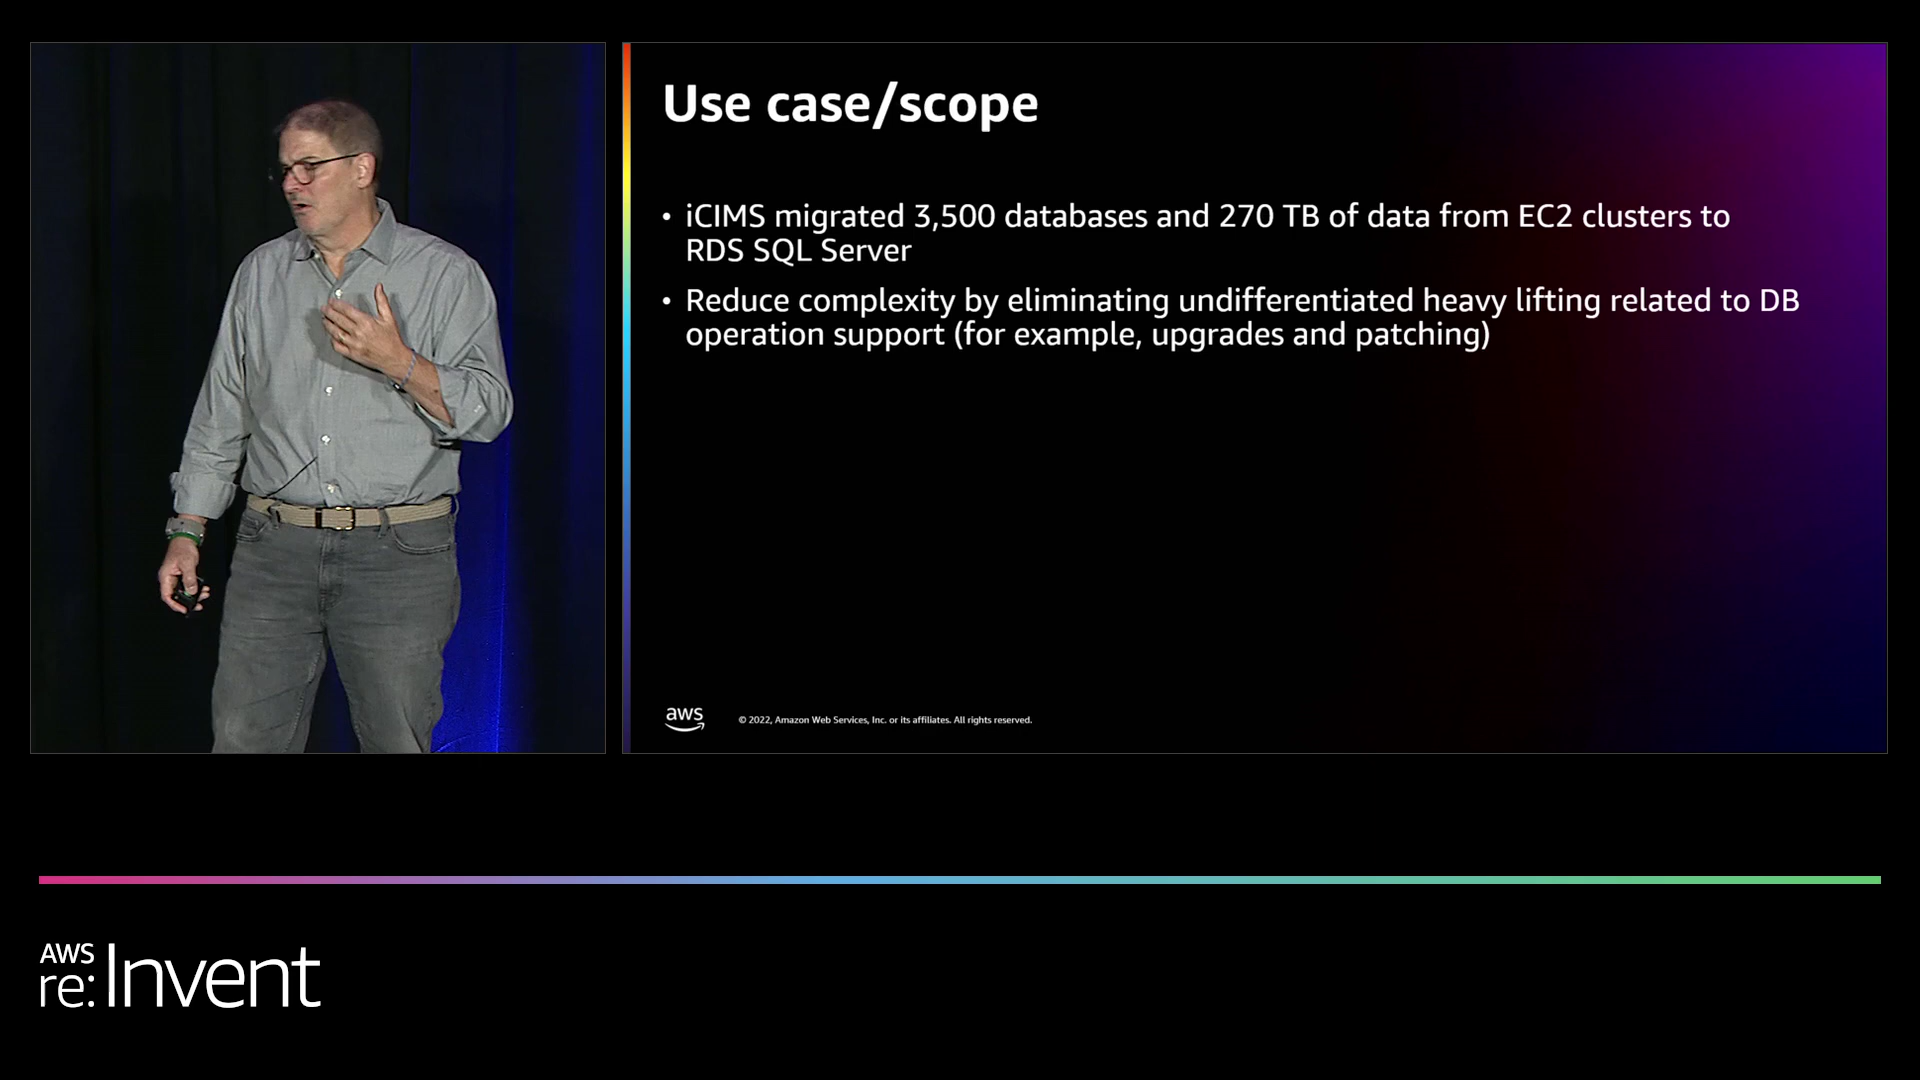 Use case/scope
• iCIMS migrated 3,500 databases and 270 TB of data from EC2 clusters to
RDS SQL Server
• Reduce complexity by eliminating undifferentiated heavy lifting related to DB
operation support (for example, upgrades and patching)
aws
© 2022, Amazon Web Services, Inc. or its affiliates. All rights reserved.
AWS
re:Invent